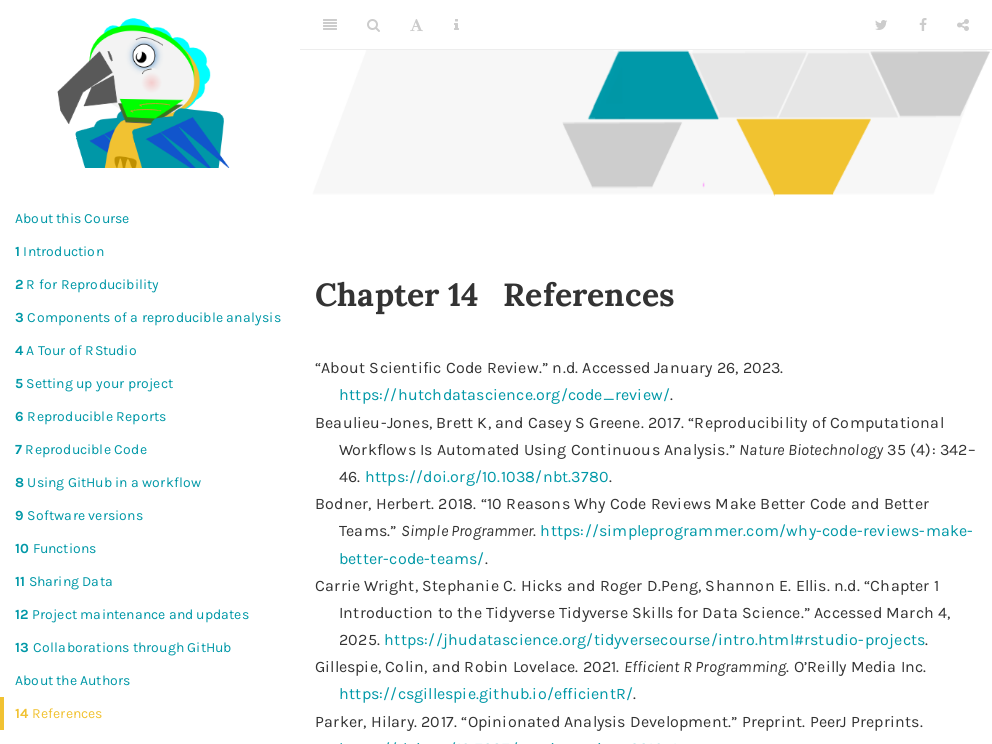 About this Course
1 Introduction
2 R for Reproducibility
3 Components of a reproducible analysis
4 A Tour of RStudio
5 Setting up your project
6 Reproducible Reports
7 Reproducible Code
8 Using GitHub in a workflow
9 Software versions
10 Functions
11 Sharing Data
12 Project maintenance and updates
13 Collaborations through GitHub
About the Authors
14 References
Chapter 14 References
“About Scientific Code Review.” n.d. Accessed January 26, 2023.
https://hutchdatascience.org/code_review/.
Beaulieu-Jones, Brett K, and Casey S Greene. 2017. “Reproducibility of Computational
Workflows Is Automated Using Continuous Analysis.” Nature Biotechnology 35 (4): 342–
46. https://doi.org/10.1038/nbt.3780.
Bodner, Herbert. 2018. “10 Reasons Why Code Reviews Make Better Code and Better
Teams.” Simple Programmer. https://simpleprogrammer.com/why-code-reviews-make-
better-code-teams/.
Carrie Wright, Stephanie C. Hicks and Roger D.Peng, Shannon E. Ellis. n.d. “Chapter 1
Introduction to the Tidyverse Tidyverse Skills for Data Science.” Accessed March 4,
2025. https://jhudatascience.org/tidyversecourse/intro.html#rstudio-projects.
Gillespie, Colin, and Robin Lovelace. 2021. Efficient R Programming. O’Reilly Media Inc.
https://csgillespie.github.io/efficientR/.
Parker, Hilary. 2017. “Opinionated Analysis Development.” Preprint. PeerJ Preprints.